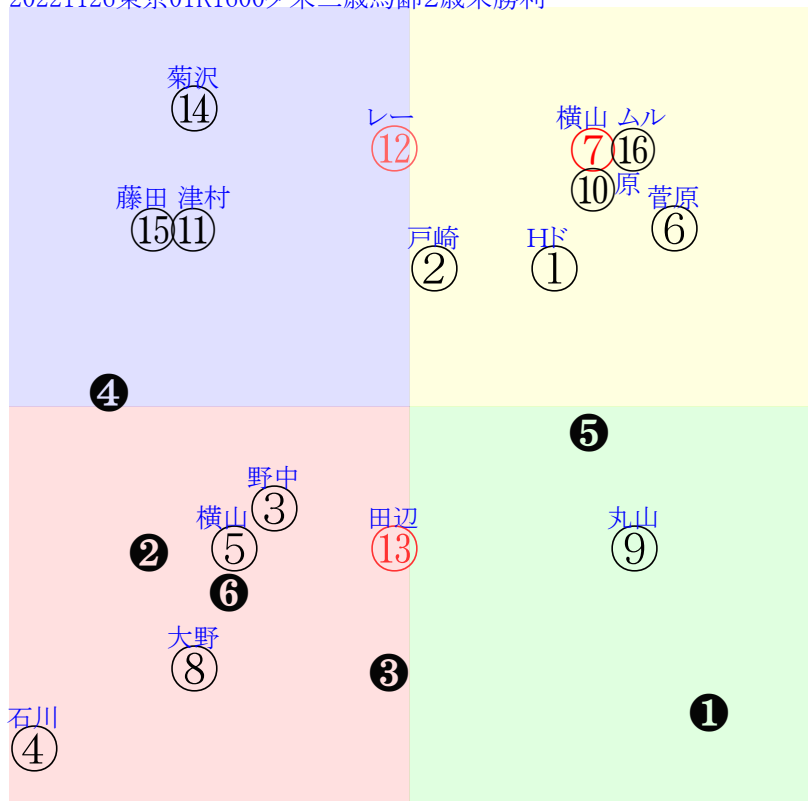 20221126東京01R1600ダ未二歳馬齢2歳未勝利
菊沢
⑭
レー
⑫
横山 ムル
⑦⑯
⑩原
藤田 津村
⑮⑪
菅原
⑥
戸崎
②
Hド
①
❹
❺
野中
③
横山
⑤
田辺
⑬
丸山
⑨
❷
❻
大野
⑧
❸
❶
石川
④